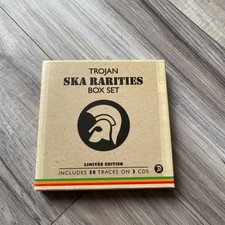 TROJAN
SKA RARITIES
BOX SET
LIMITED EDITION
INCLUDES 50 TRACKS ON 3 CDS